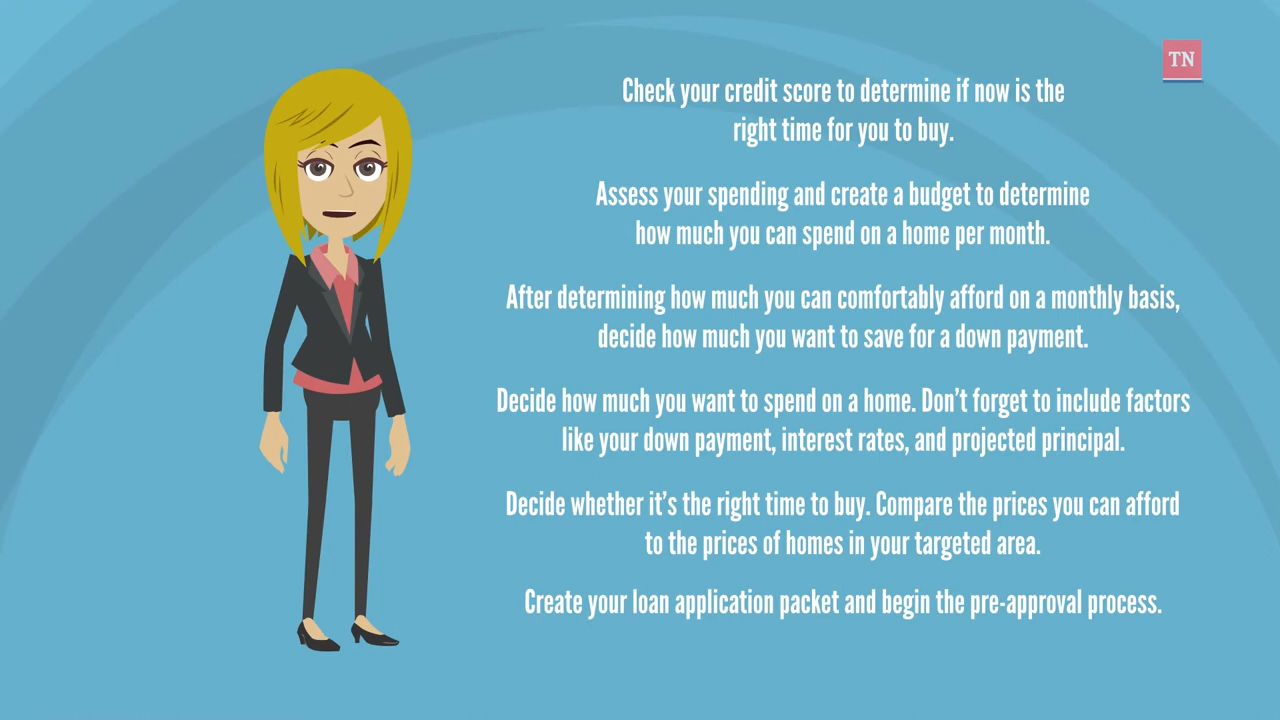 TN
Check your credit score to determine if now is the
right time for you to buy.
Assess your spending and create a budget to determine
how much you can spend on a home per month.
After determining how much you can comfortably afford on a monthly basis,
decide how much you want to save for a down payment.
Decide how much you want to spend on a home. Don't forget to include factors
like your down payment, interest rates, and projected principal.
Decide whether it's the right time to buy. Compare the prices you can afford
to the prices of homes in your targeted area.
Create your loan application packet and begin the pre-approval process.